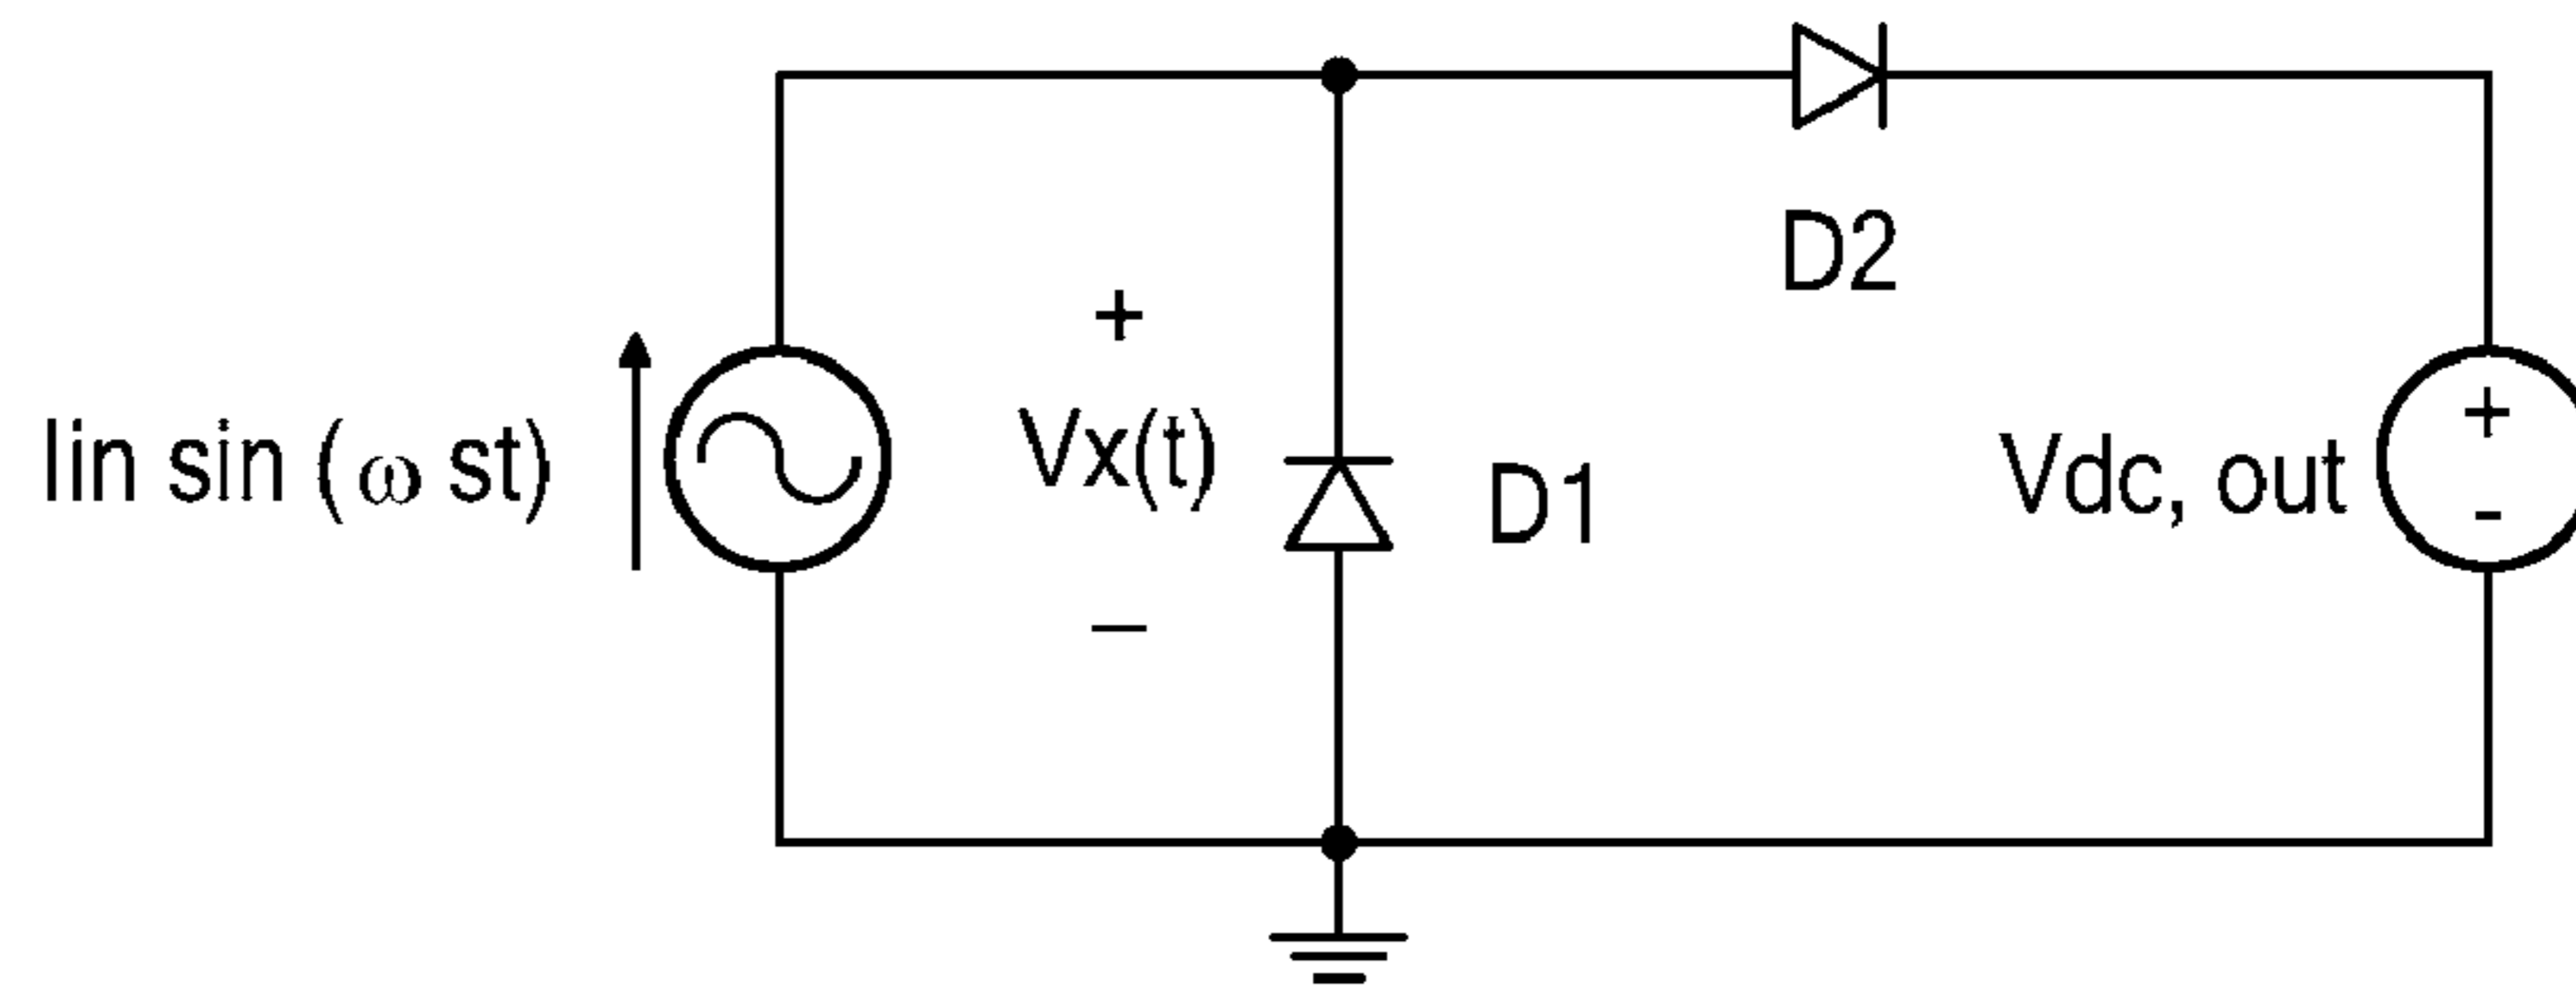 D2
+
Iin sin (ω st)
Vx(t)
D1
Vdc, out
+
-
–